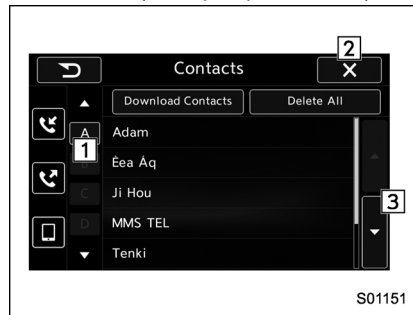 2
Contacts
Download Contacts Delete All
A Adam
1
Èea Àq
C Ji Hou
3
D MMS TEL
Tenki
S01151